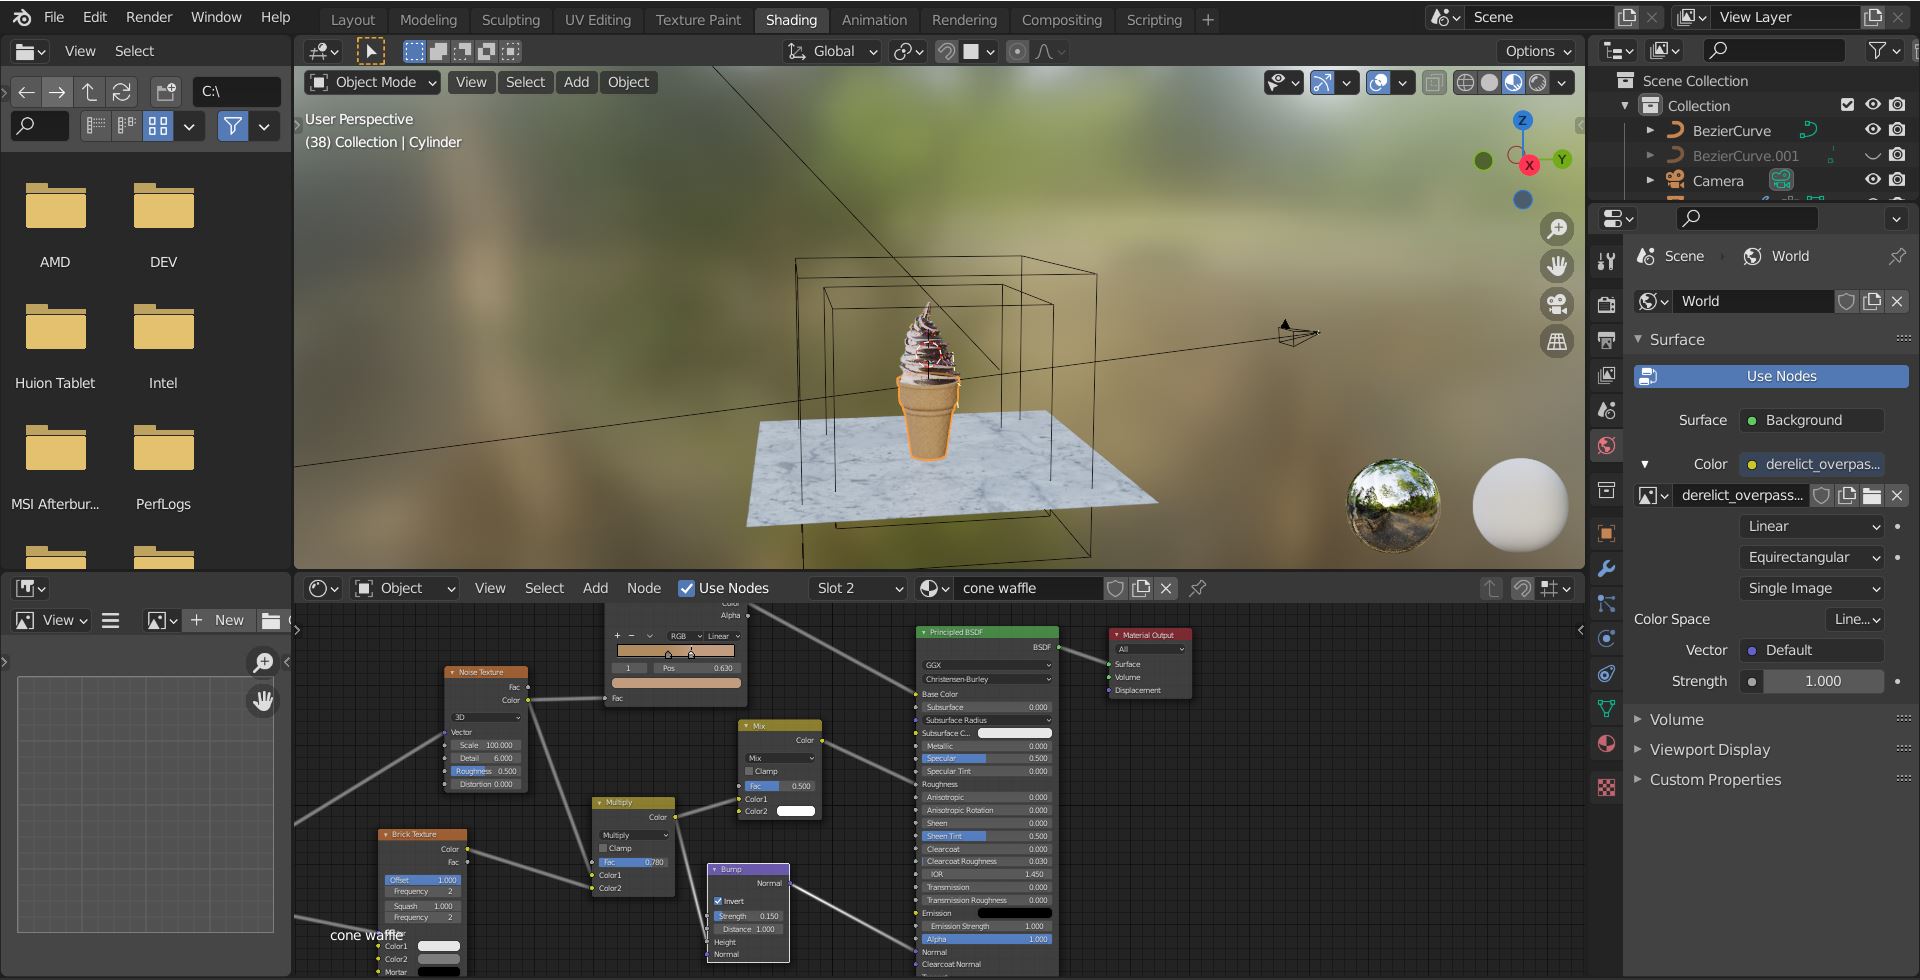 File Edit Render Window Help
Layout Modeling Sculpting UV Editing Texture Paint Shading Animation Rendering Compositing Scripting +
Scene
View Layer
View Select
C:\
AMD DEV
Huion Tablet Intel
MSI Afterbur... PerfLogs
Global
Options
Object Mode View Select Add Object
User Perspective
(38) Collection | Cylinder
Z
X
Y
Scene Collection
Collection
BezierCurve
BezierCurve.001
Camera
Scene World
World
Surface
Use Nodes
Surface Background
Color derelict_overpas...
derelict_overpass...
Linear
Equirectangular
Single Image
Color Space Line...
Vector Default
Strength 1.000
Volume
Viewport Display
Custom Properties
View + New
Object View Select Add Node Use Nodes Slot 2 cone waffle
Color
Alpha
RGB Linear
1 Pos 0.630
Fac
Noise Texture
Fac
Color
3D
Vector
Scale 100.000
Detail 6.000
Roughness 0.500
Distortion 0.000
Brick Texture
Color
Fac
Offset 1.000
Frequency 2
Squash 1.000
Frequency 2
cone waffle
Color1
Color2
Mortar
Multiply
Color
Multiply
Clamp
Fac 0.780
Color1
Color2
Mix
Color
Mix
Clamp
Fac 0.500
Color1
Color2
Bump
Normal
Invert
Strength 0.150
Distance 1.000
Height
Normal
Principled BSDF
BSDF
GGX
Christensen-Burley
Base Color
Subsurface 0.000
Subsurface Radius
Subsurface C...
Metallic 0.000
Specular 0.500
Specular Tint 0.000
Roughness
Anisotropic 0.000
Anisotropic Rotation 0.000
Sheen 0.000
Sheen Tint 0.500
Clearcoat 0.000
Clearcoat Roughness 0.030
IOR 1.450
Transmission 0.000
Transmission Roughness 0.000
Emission
Emission Strength 1.000
Alpha 1.000
Normal
Clearcoat Normal
Material Output
All
Surface
Volume
Displacement